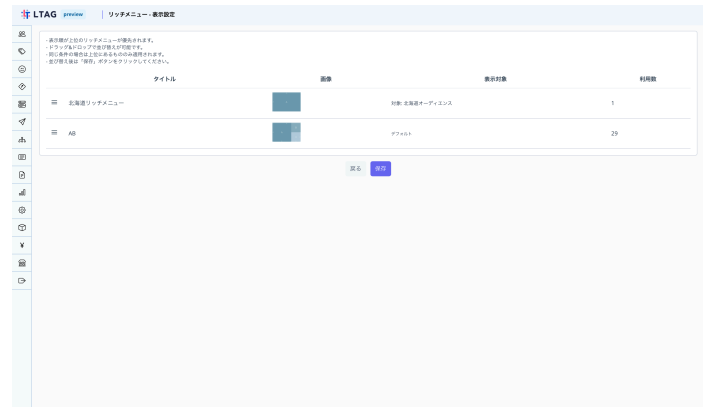 LTAG preview リッチメニュー - 表示設定
- 表示順が上位のリッチメニューが優先されます。
- ドラッグ&ドロップで並び替えが可能です。
- 同じ条件の場合は上位にあるもののみ適用されます。
- 並び替え後は「保存」ボタンをクリックしてください。
タイトル 画像 表示対象 利用数
北海道リッチメニュー 対象: 北海道オーディエンス 1
AB デフォルト 29
戻る 保存